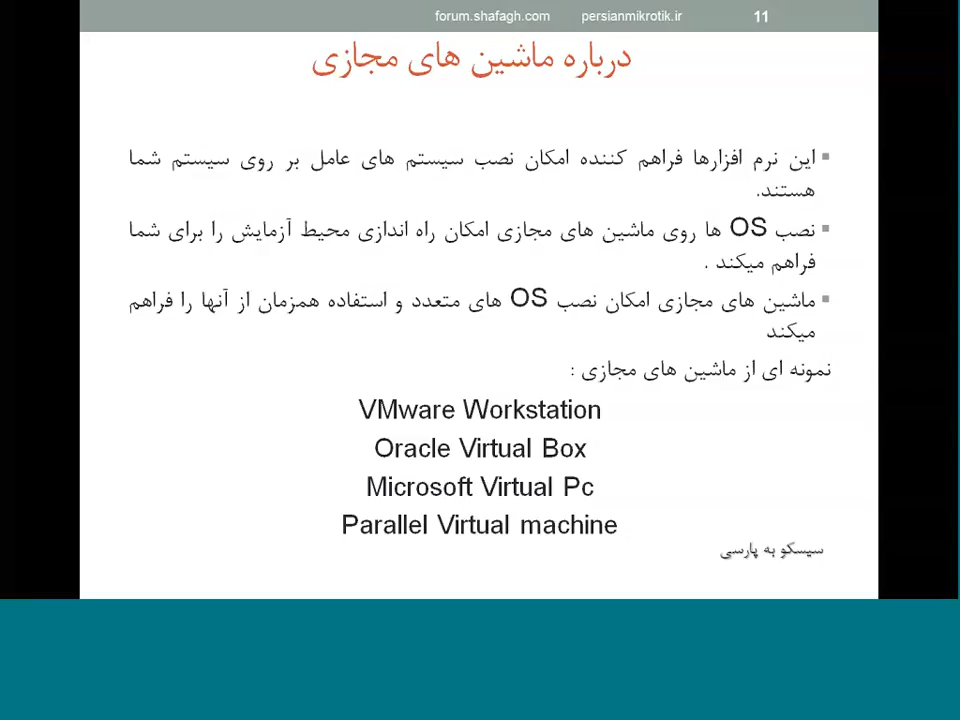 forum.shafagh.com persianmikrotik.ir 11
درباره ماشین های مجازی
این نرم افزارها فراهم کننده امکان نصب سیستم های عامل بر روی سیستم شما
هستند.
نصب OS ها روی ماشین های مجازی امکان راه اندازی محیط آزمایش را برای شما
فراهم میکند .
ماشین های مجازی امکان نصب OS های متعدد و استفاده همزمان از آنها را فراهم
میکند
نمونه ای از ماشین های مجازی :
VMware Workstation
Oracle Virtual Box
Microsoft Virtual Pc
Parallel Virtual machine
سیسکو به پارسی